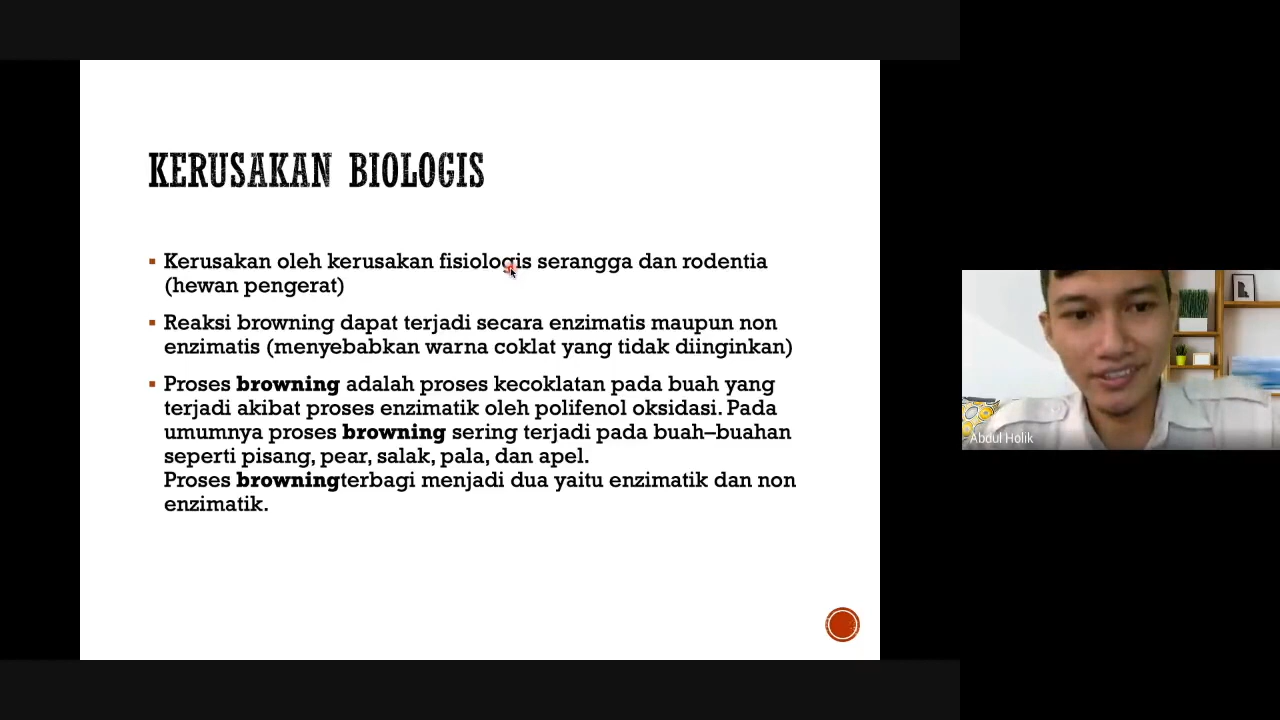 KERUSAKAN BIOLOGIS
▪ Kerusakan oleh kerusakan fisiologis serangga dan rodentia
(hewan pengerat)
▪ Reaksi browning dapat terjadi secara enzimatis maupun non
enzimatis (menyebabkan warna coklat yang tidak diinginkan)
▪ Proses browning adalah proses kecoklatan pada buah yang
terjadi akibat proses enzimatik oleh polifenol oksidasi. Pada
umumnya proses browning sering terjadi pada buah–buahan
seperti pisang, pear, salak, pala, dan apel.
Proses browningterbagi menjadi dua yaitu enzimatik dan non
enzimatik.
Abdul Holik